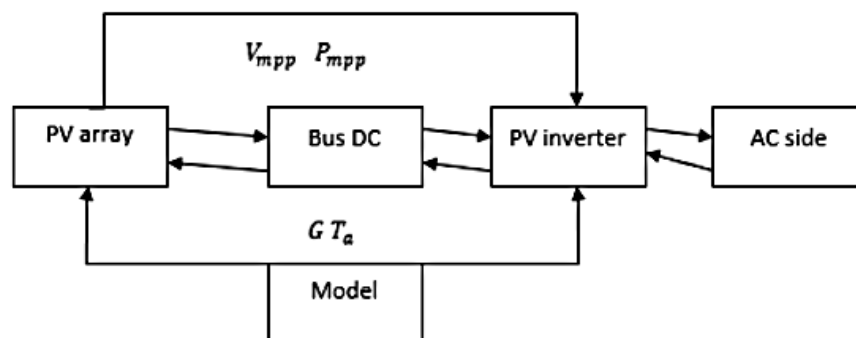 V_mpp P_mpp
PV array
Bus DC
PV inverter
AC side
G T_a
Model